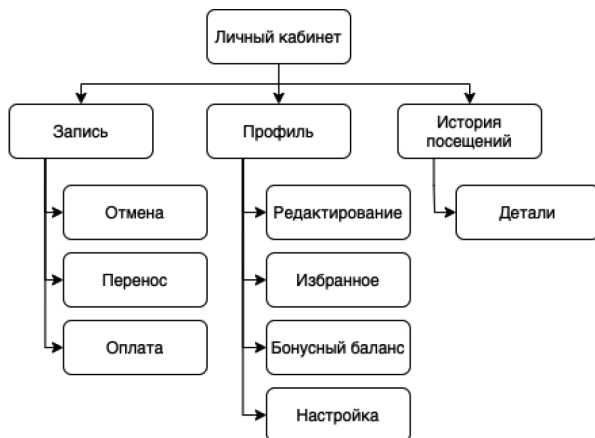 Личный кабинет
Запись
Профиль
История
посещений
Отмена
Редактирование
Детали
Перенос
Избранное
Оплата
Бонусный баланс
Настройка